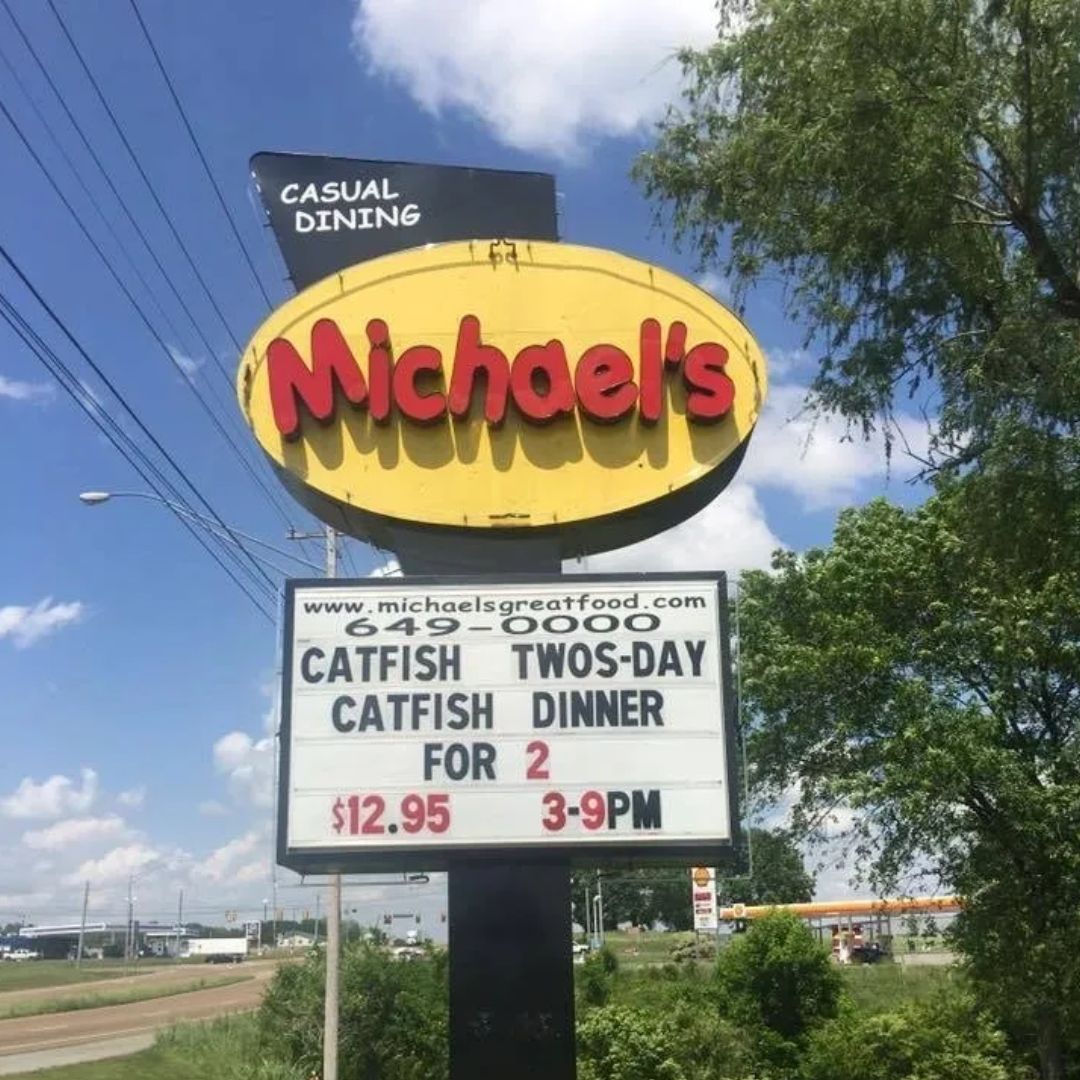 CASUAL
DINING
Michael's
www.michaelsgreatfood.com
649-0000
CATFISH TWOS-DAY
CATFISH DINNER
FOR 2
$12.95 3-9PM